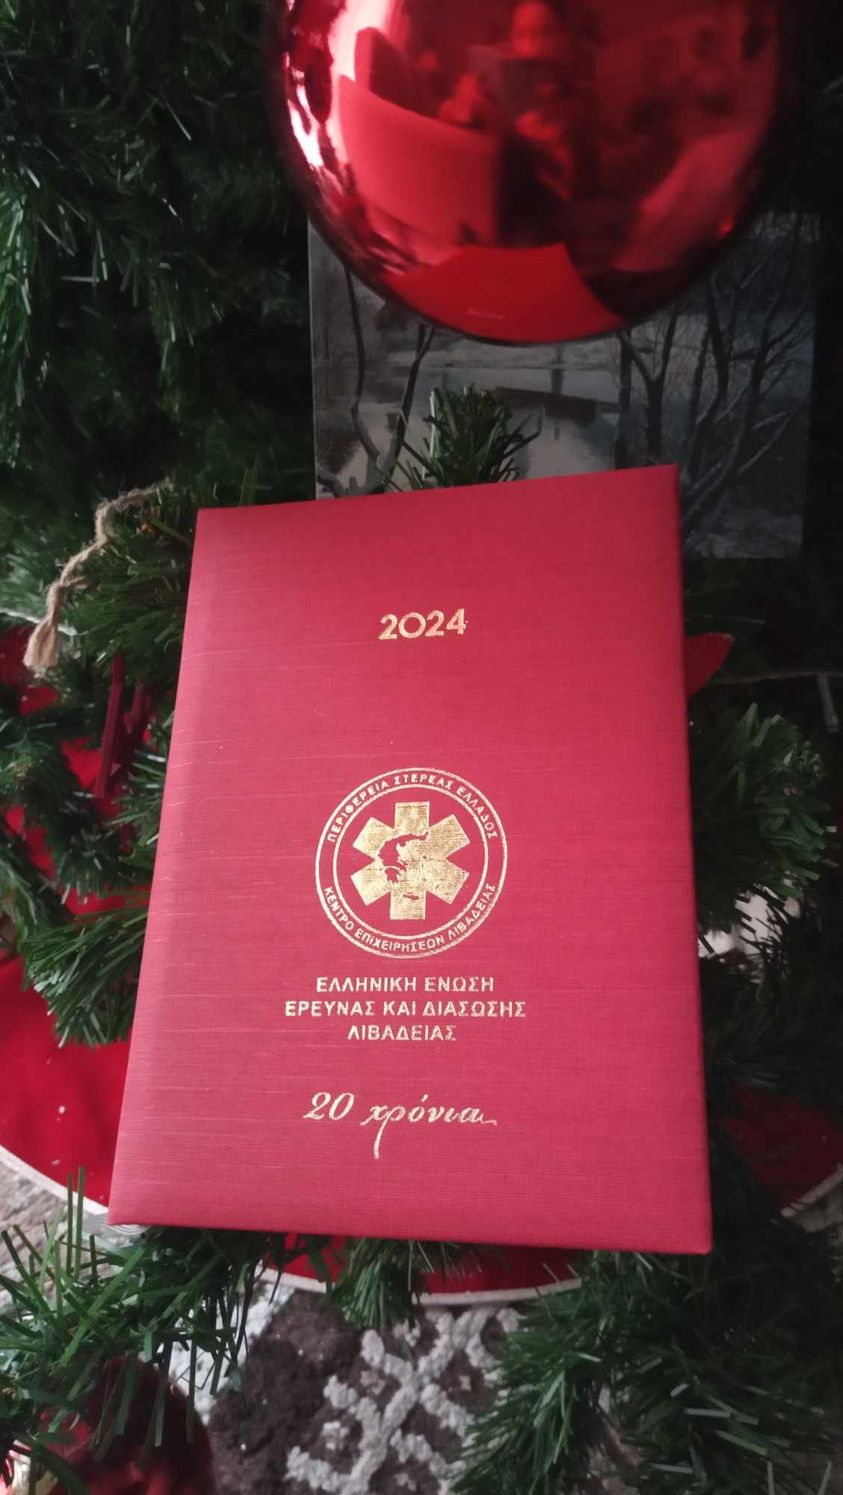 2024
ΠΕΡΙΦΕΡΕΙΑ ΣΤΕΡΕΑΣ ΕΛΛΑΔΟΣ
ΚΕΝΤΡΟ ΕΠΙΧΕΙΡΗΣΕΩΝ ΛΙΒΑΔΕΙΑΣ
ΕΛΛΗΝΙΚΗ ΕΝΩΣΗ
ΕΡΕΥΝΑΣ ΚΑΙ ΔΙΑΣΩΣΗΣ
ΛΙΒΑΔΕΙΑΣ
20 χρόνια